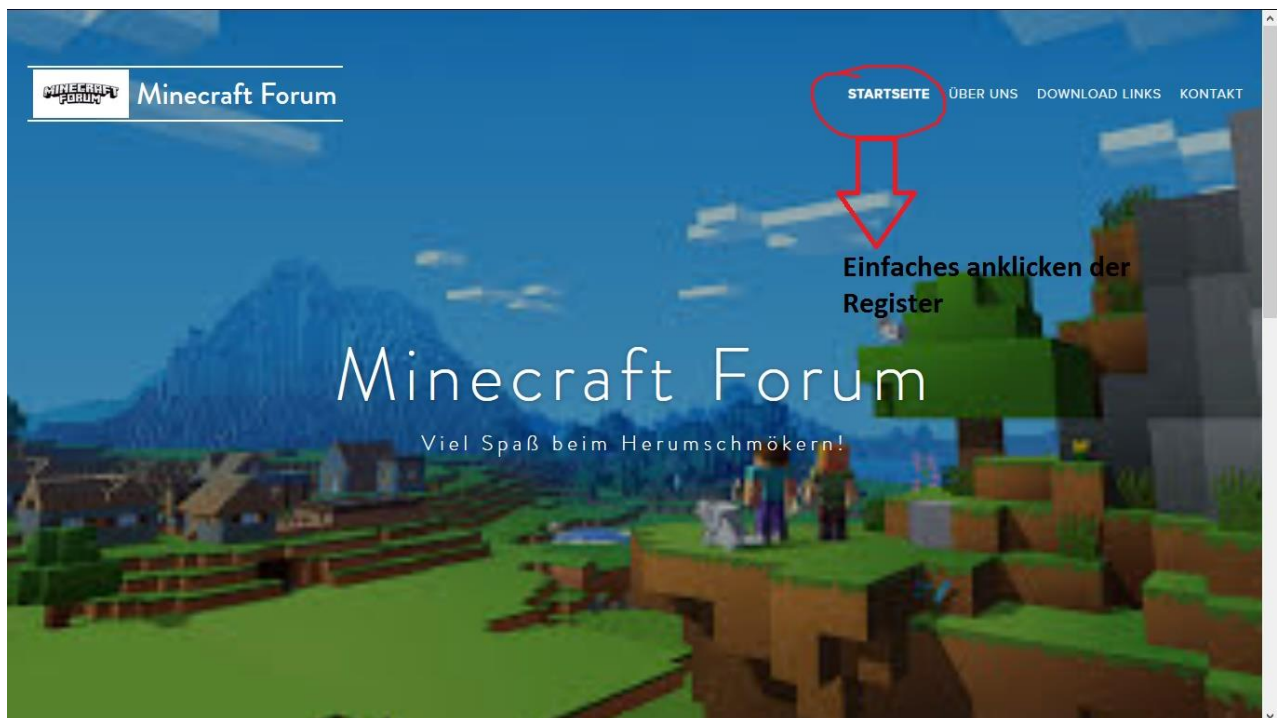 MINECRAFT
FORUM
Minecraft Forum
STARTSEITE ÜBER UNS DOWNLOAD LINKS KONTAKT
Einfaches anklicken der
Register
Minecraft Forum
Viel Spaß beim Herumschmökern!